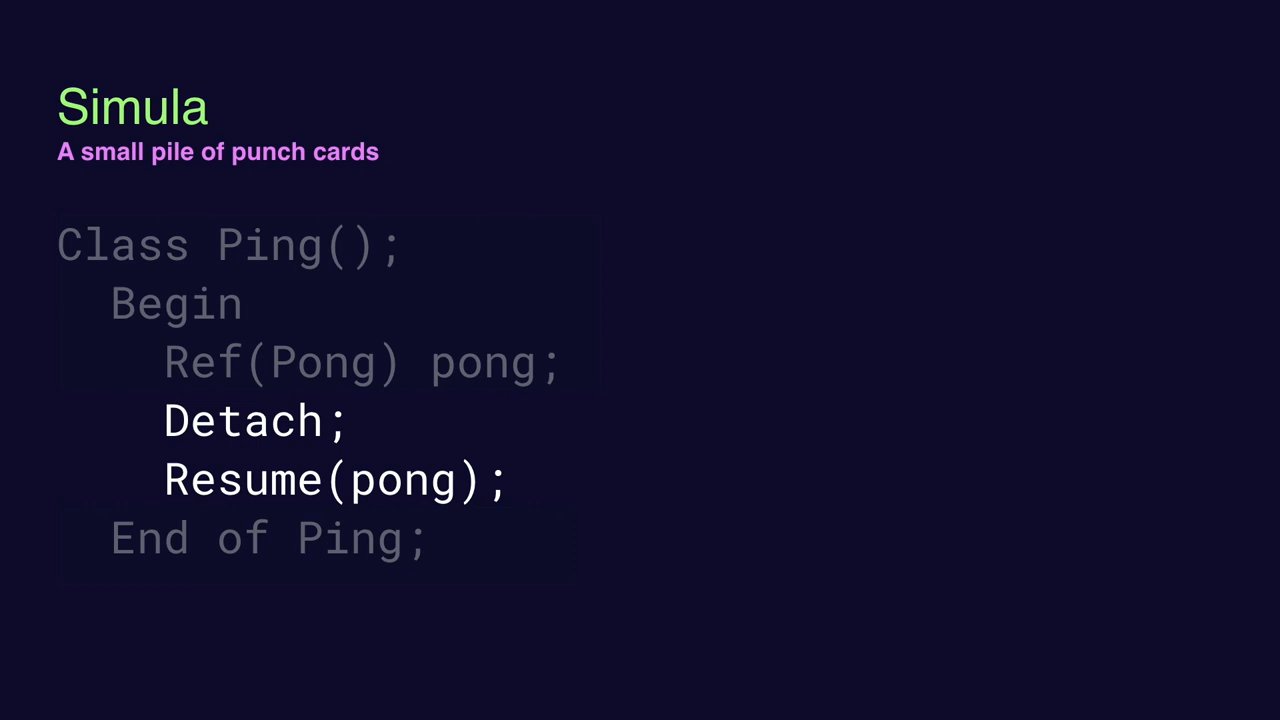 Simula
A small pile of punch cards
Class Ping();
Begin
Ref(Pong) pong;
Detach;
Resume(pong);
End of Ping;